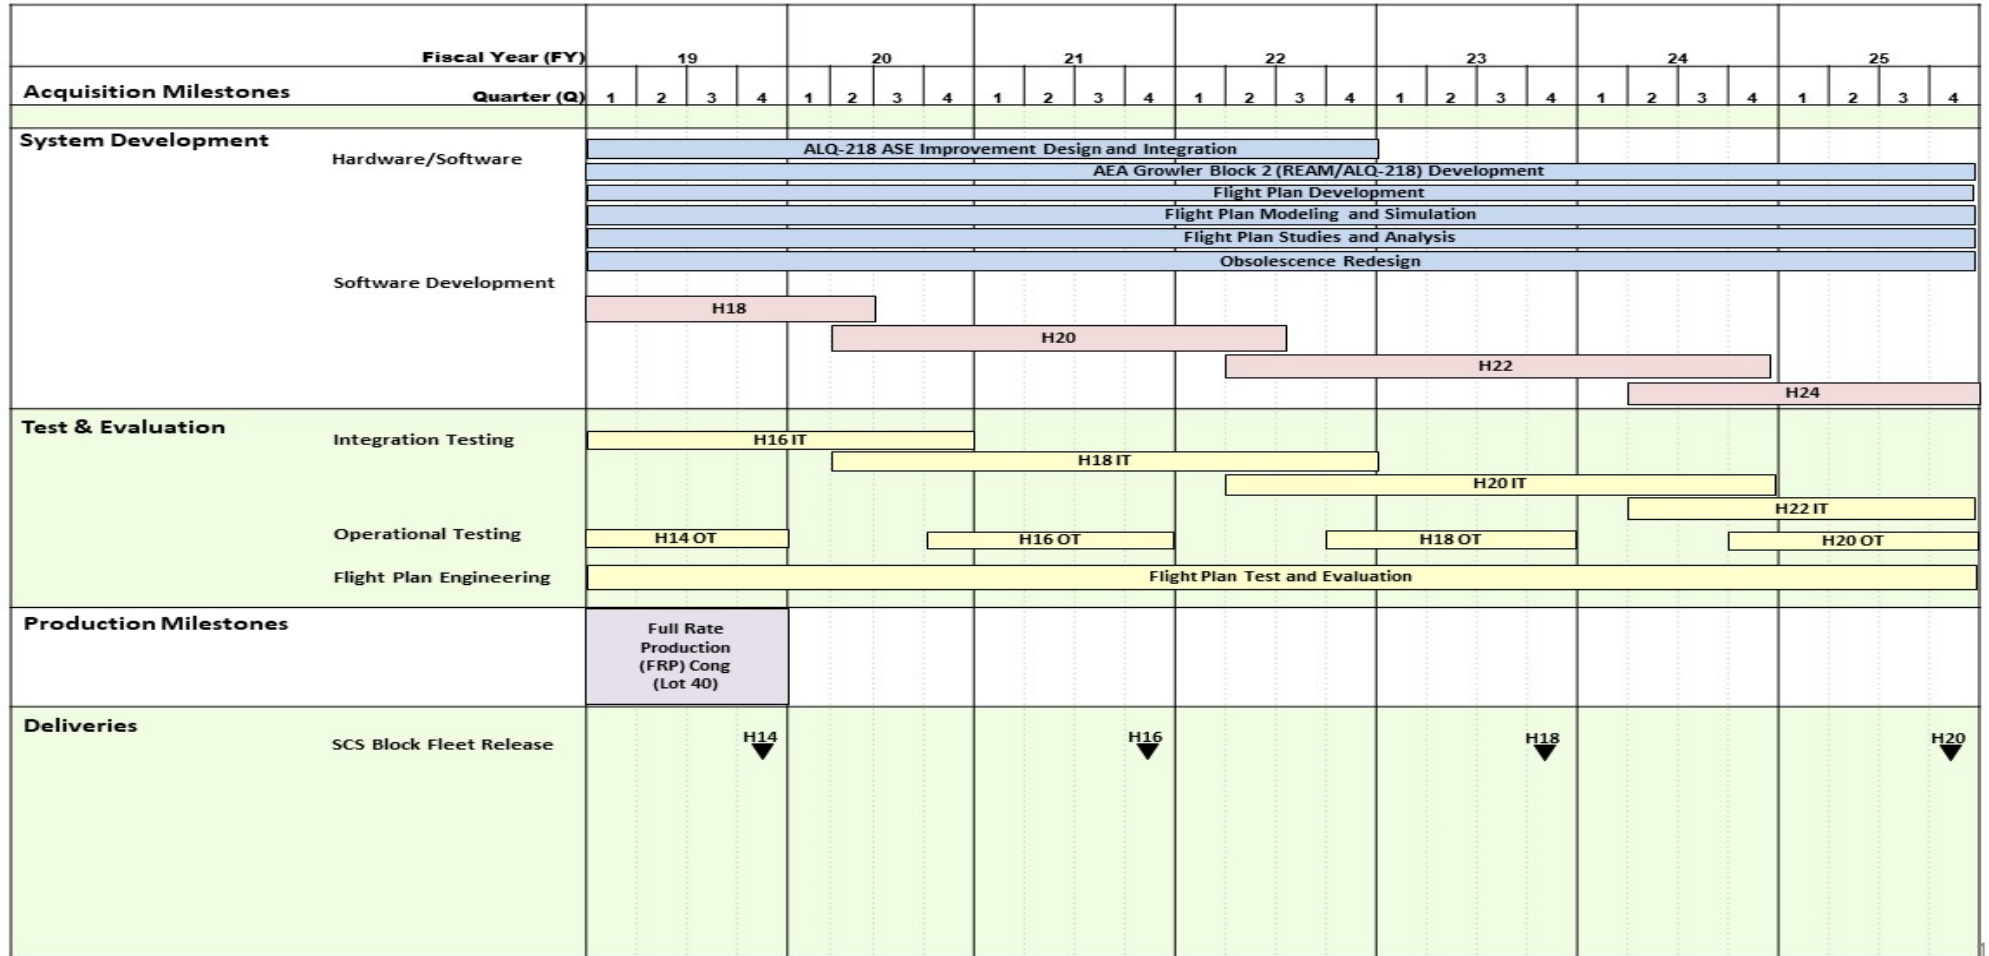 Fiscal Year (FY) 19 20 21 22 23 24 25
Acquisition Milestones Quarter (Q) 1 2 3 4 1 2 3 4 1 2 3 4 1 2 3 4 1 2 3 4 1 2 3 4 1 2 3 4
System Development
Hardware/Software
ALQ-218 ASE Improvement Design and Integration
AEA Growler Block 2 (REAM/ALQ-218) Development
Flight Plan Development
Flight Plan Modeling and Simulation
Flight Plan Studies and Analysis
Obsolescence Redesign
Software Development
H18
H20
H22
H24
Test & Evaluation
Integration Testing
H16 IT
H18 IT
H20 IT
H22 IT
Operational Testing
H14 OT H16 OT H18 OT H20 OT
Flight Plan Engineering
Flight Plan Test and Evaluation
Production Milestones
Full Rate
Production
(FRP) Cong
(Lot 40)
Deliveries
SCS Block Fleet Release
H14 H16 H18 H20